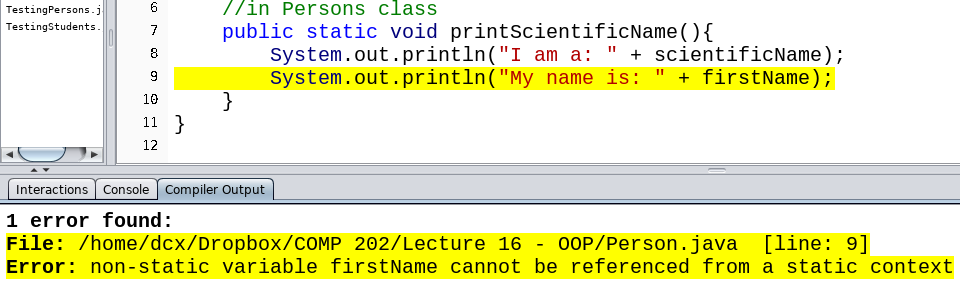 TestingPersons.j
TestingStudents.
6 //in Persons class
7 public static void printScientificName(){
8 System.out.println("I am a: " + scientificName);
9 System.out.println("My name is: " + firstName);
10 }
11 }
12
Interactions Console Compiler Output
1 error found:
File: /home/dcx/Dropbox/COMP 202/Lecture 16 - OOP/Person.java [line: 9]
Error: non-static variable firstName cannot be referenced from a static context